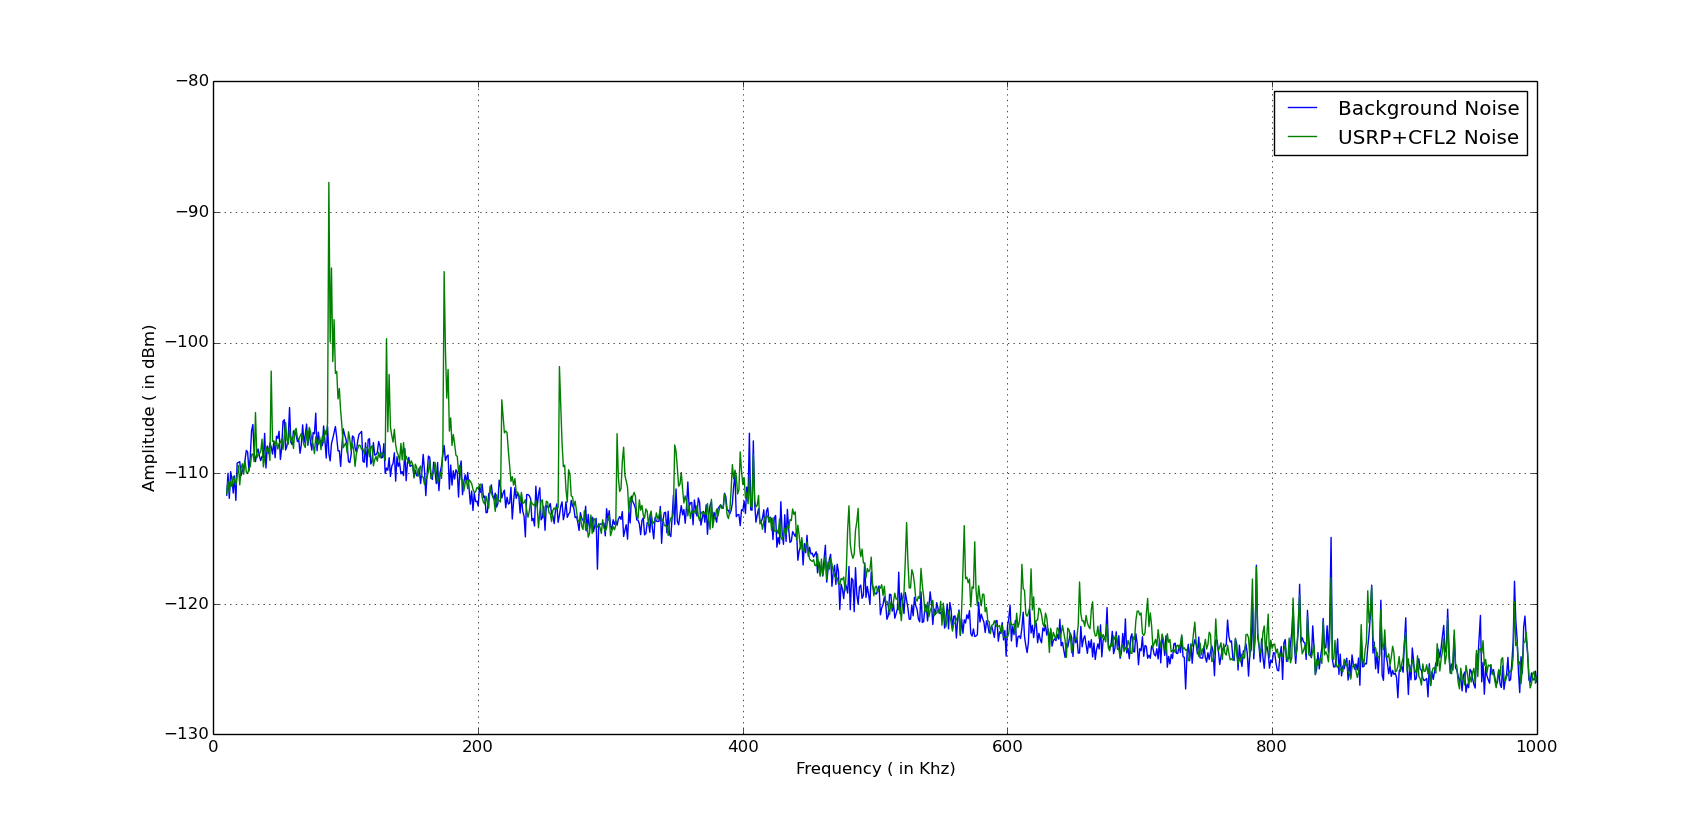 −80
−90
−100
−110
−120
−130
Amplitude ( in dBm)
Background Noise
USRP+CFL2 Noise
0 200 400 600 800 1000
Frequency ( in Khz)